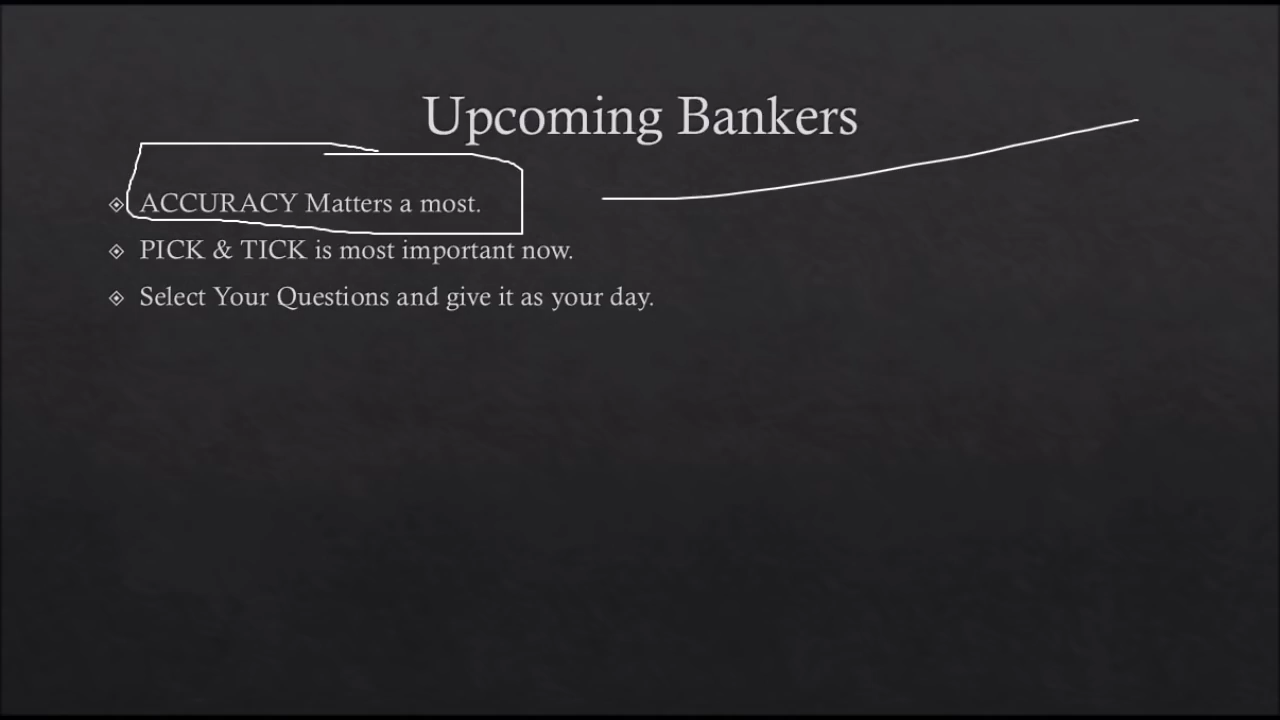 Upcoming Bankers
ACCURACY Matters a most.
PICK & TICK is most important now.
Select Your Questions and give it as your day.